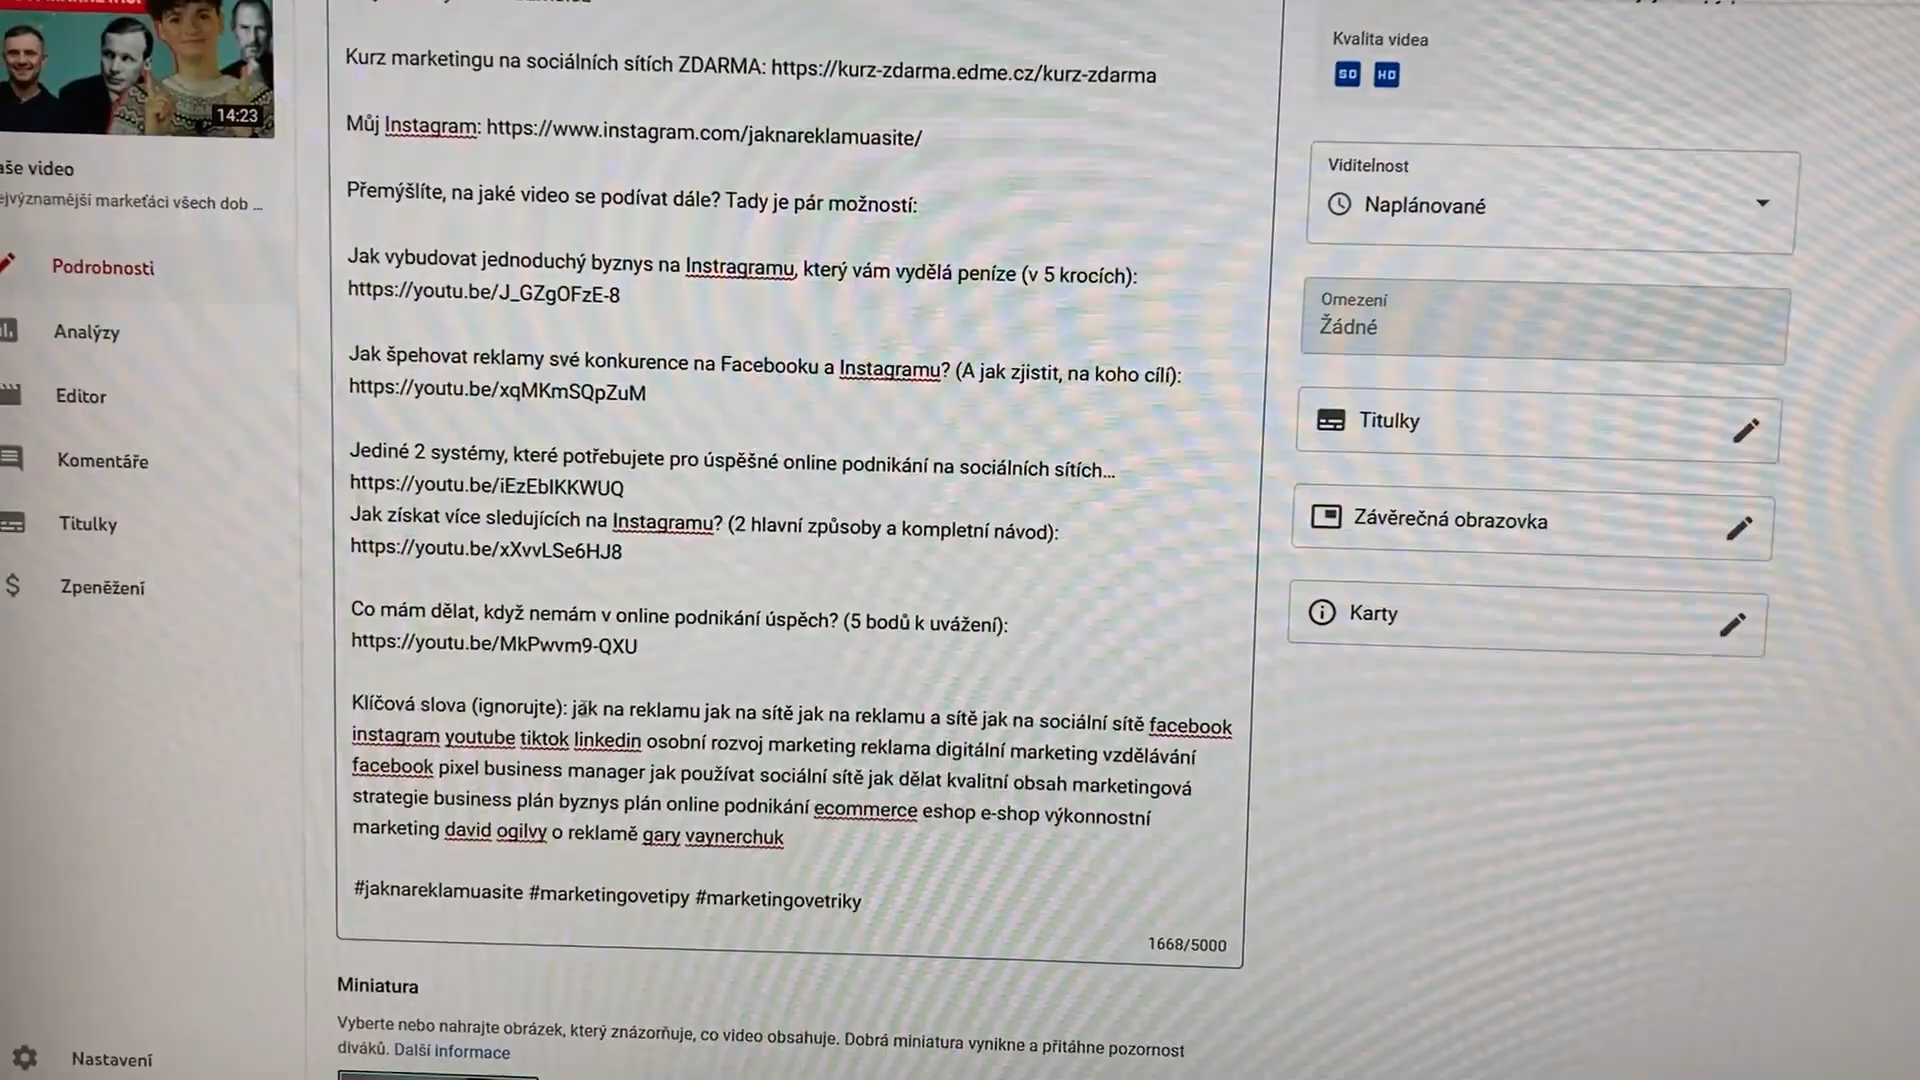 14:23
aše video
ejvýznamější markeťáci všech dob ...
Podrobnosti
Analýzy
Editor
Komentáře
Titulky
Zpeněžení
Nastavení
Kurz marketingu na sociálních sítích ZDARMA: https://kurz-zdarma.edme.cz/kurz-zdarma
Můj Instagram: https://www.instagram.com/jaknareklamuasite/
Přemýšlíte, na jaké video se podívat dále? Tady je pár možností:
Jak vybudovat jednoduchý byznys na Instragramu, který vám vydělá peníze (v 5 krocích):
https://youtu.be/J_GZgOFzE-8
Jak špehovat reklamy své konkurence na Facebooku a Instagramu? (A jak zjistit, na koho cílí):
https://youtu.be/xqMKmSQpZuM
Jediné 2 systémy, které potřebujete pro úspěšné online podnikání na sociálních sítích...
https://youtu.be/iEzEbIKKWUQ
Jak získat více sledujících na Instagramu? (2 hlavní způsoby a kompletní návod):
https://youtu.be/xXvvLSe6HJ8
Co mám dělat, když nemám v online podnikání úspěch? (5 bodů k uvážení):
https://youtu.be/MkPwvm9-QXU
Klíčová slova (ignorujte): jak na reklamu jak na sítě jak na reklamu a sítě jak na sociální sítě facebook
instagram youtube tiktok linkedin osobní rozvoj marketing reklama digitální marketing vzdělávání
facebook pixel business manager jak používat sociální sítě jak dělat kvalitní obsah marketingová
strategie business plán byznys plán online podnikání ecommerce eshop e-shop výkonnostní
marketing david ogilvy o reklamě gary vaynerchuk
#jaknareklamuasite #marketingovetipy #marketingovetriky
1668/5000
Miniatura
Vyberte nebo nahrajte obrázek, který znázorňuje, co video obsahuje. Dobrá miniatura vynikne a přitáhne pozornost
diváků. Další informace
Kvalita videa
SD HD
Viditelnost
Naplánované
Omezení
Žádné
Titulky
Závěrečná obrazovka
Karty